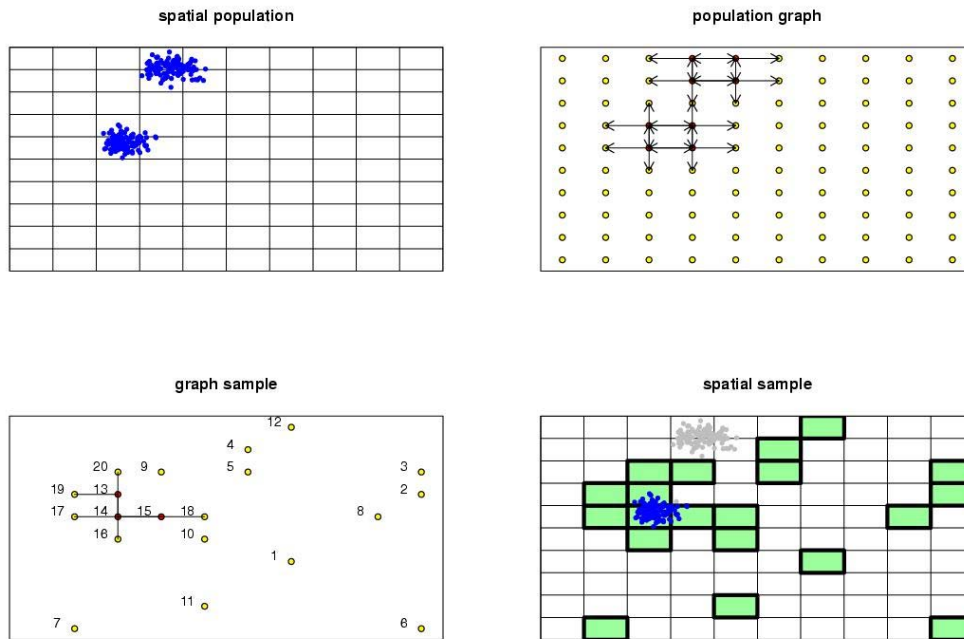 spatial population
population graph
graph sample
spatial sample
12
4
20 9 5 3
19 13 2
17 14 15 18 8
16 10
1
11
7 6